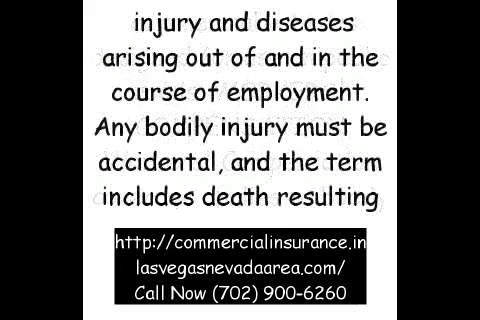 injury and diseases
arising out of and in the
course of employment.
Any bodily injury must be
accidental, and the term
includes death resulting
http://commercialinsurance.in
lasvegasnevadaarea.com/
Call Now (702) 900-6260